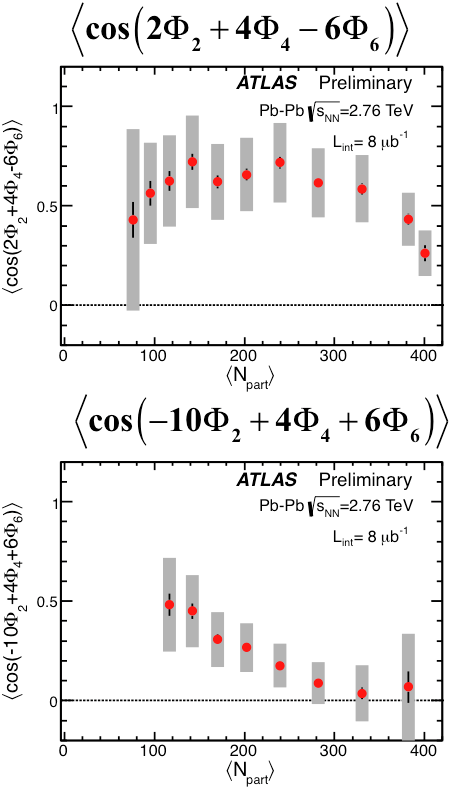 ⟨cos(2Φ₂ + 4Φ₄ − 6Φ₆)⟩
ATLAS Preliminary
Pb-Pb √sNN=2.76 TeV
Lint= 8 μb⁻¹
⟨cos(2Φ₂+4Φ₄-6Φ₆)⟩
1
0.5
0
0 100 200 300 400
⟨Npart⟩
⟨cos(−10Φ₂ + 4Φ₄ + 6Φ₆)⟩
ATLAS Preliminary
Pb-Pb √sNN=2.76 TeV
Lint= 8 μb⁻¹
⟨cos(-10Φ₂+4Φ₄+6Φ₆)⟩
1
0.5
0
0 100 200 300 400
⟨Npart⟩